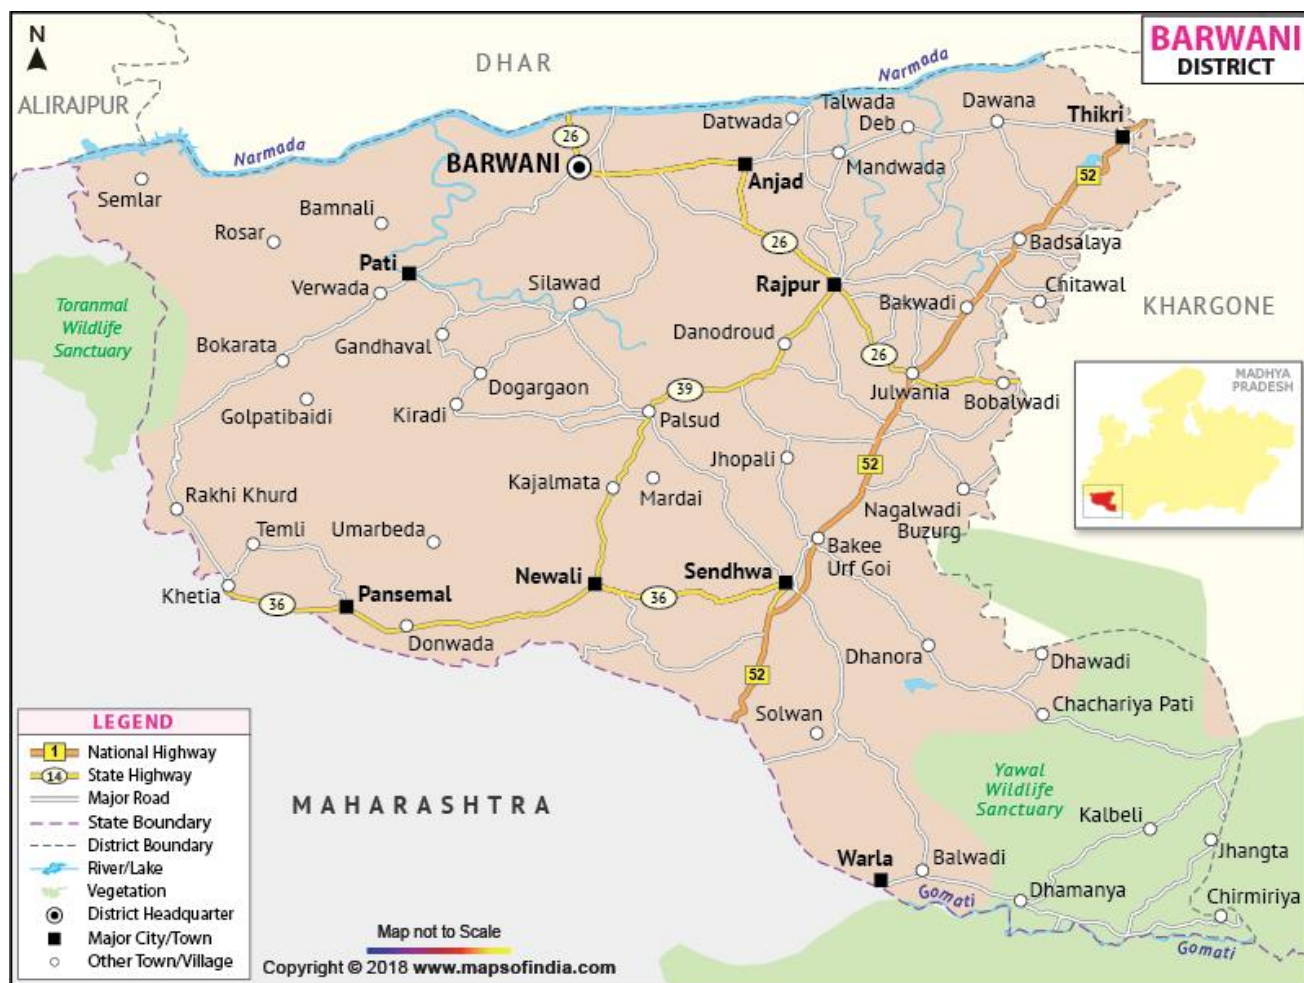 N
BARWANI
DISTRICT
DHAR
Narmada
ALIRAJPUR
Talwada
Deb
Dawana
Thikri
Datwada
26
Narmada
BARWANI
Anjad
Mandwada
52
Semlar
Bamnali
Rosar
26
Badsalaya
Pati
Verwada
Silawad
Rajpur
Bakwadi
Chitawal
KHARGONE
Toranmal
Wildlife
Sanctuary
Bokarata
Gandhaval
Danodroud
26
MADHYA
PRADESH
Dogargaon
39
Julwania
Bobalwadi
Golpatibaidi
Kiradi
Palsud
Jhopali
52
Kajalmata
Mardai
Rakhi Khurd
Nagalwadi
Buzurg
Temli
Umarbeda
Bakee
Urf Goi
Newali
Sendhwa
Khetia
36
Pansemal
36
Donwada
Dhanora
Dhawadi
52
Chachariya Pati
Solwan
LEGEND
1 National Highway
14 State Highway
Major Road
State Boundary
District Boundary
River/Lake
Vegetation
District Headquarter
Major City/Town
Other Town/Village
MAHARASHTRA
Yawal
Wildlife
Sanctuary
Kalbeli
Jhangta
Warla
Balwadi
Gomati
Dhamanya
Chirmiriya
Gomati
Map not to Scale
Copyright © 2018 www.mapsofindia.com